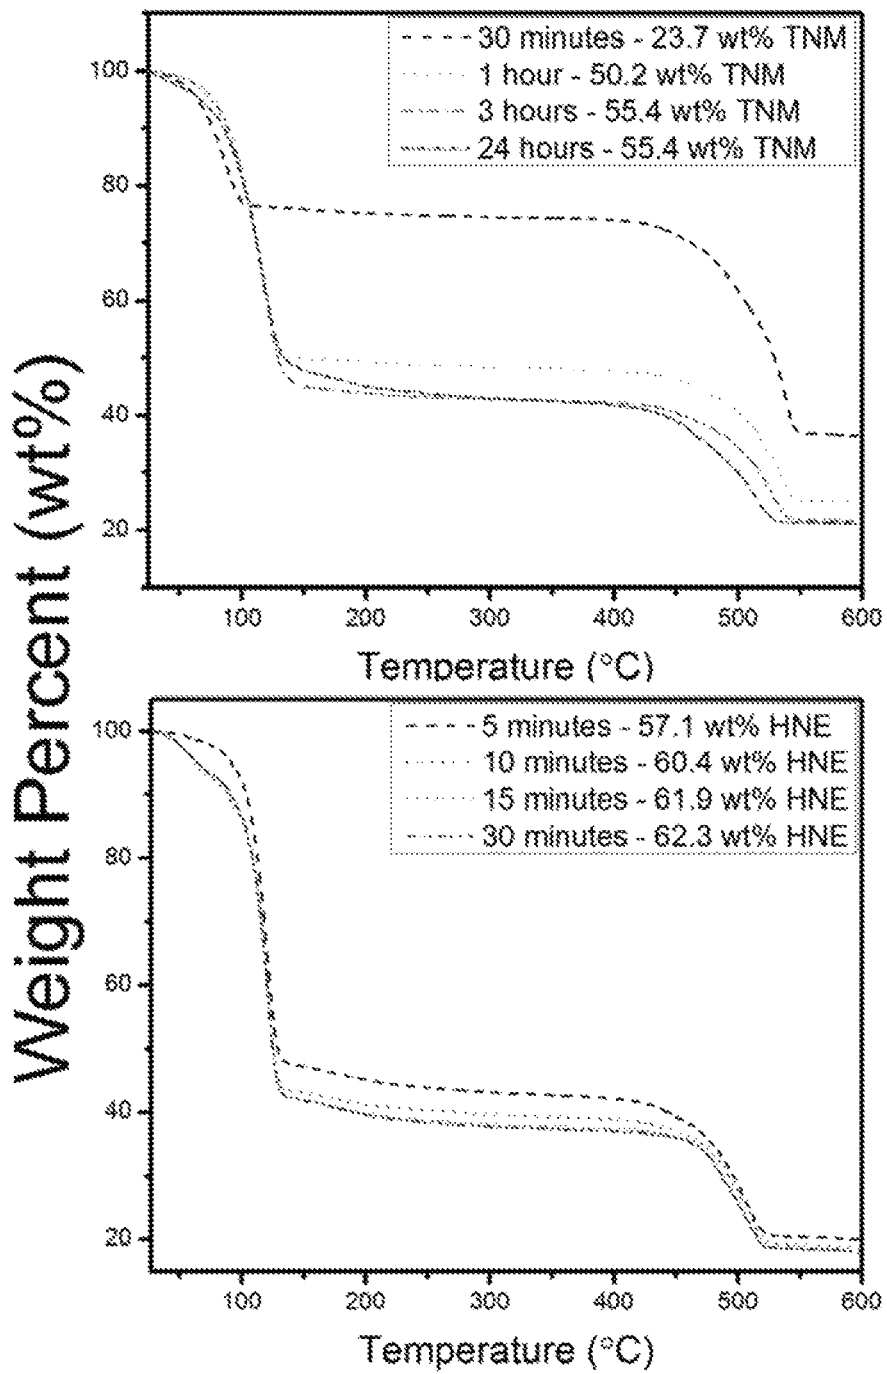 Weight Percent (wt%)
30 minutes - 23.7 wt% TNM
1 hour - 50.2 wt% TNM
3 hours - 55.4 wt% TNM
24 hours - 55.4 wt% TNM
100
80
60
40
20
100 200 300 400 500 600
Temperature (°C)
5 minutes - 57.1 wt% HNE
10 minutes - 60.4 wt% HNE
15 minutes - 61.9 wt% HNE
30 minutes - 62.3 wt% HNE
100
80
60
40
20
100 200 300 400 500 600
Temperature (°C)